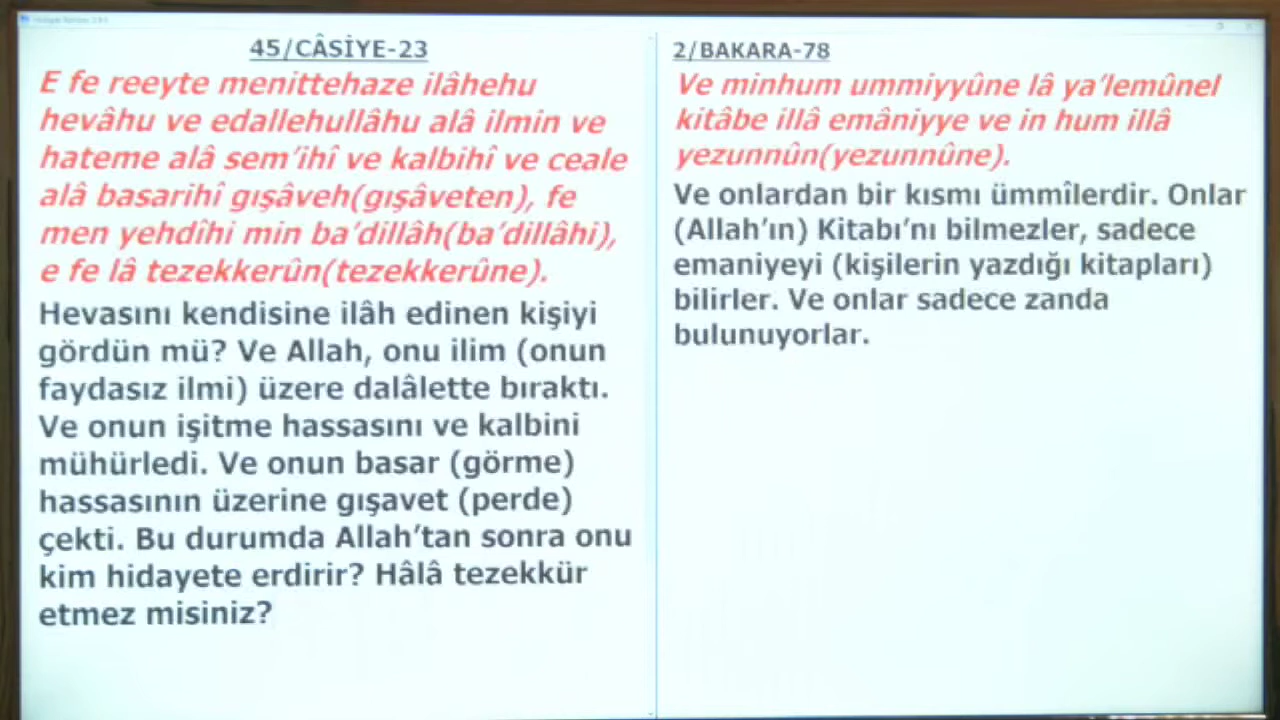 45/CÂSİYE-23
E fe reeyte menittehaze ilâhehu
hevâhu ve edallehullâhu alâ ilmin ve
hateme alâ sem’ihî ve kalbihî ve ceale
alâ basarihî gışâveh(gışâveten), fe
men yehdîhi min ba’dillâh(ba’dillâhi),
e fe lâ tezekkerûn(tezekkerûne).
Hevasını kendisine ilâh edinen kişiyi
gördün mü? Ve Allah, onu ilim (onun
faydasız ilmi) üzere dalâlette bıraktı.
Ve onun işitme hassasını ve kalbini
mühürledi. Ve onun basar (görme)
hassasının üzerine gışavet (perde)
çekti. Bu durumda Allah’tan sonra onu
kim hidayete erdirir? Hâlâ tezekkür
etmez misiniz?
2/BAKARA-78
Ve minhum ummiyyûne lâ ya’lemûnel
kitâbe illâ emâniyye ve in hum illâ
yezunnûn(yezunnûne).
Ve onlardan bir kısmı ümmîlerdir. Onlar
(Allah’ın) Kitabı’nı bilmezler, sadece
emaniyeyi (kişilerin yazdığı kitapları)
bilirler. Ve onlar sadece zanda
bulunuyorlar.